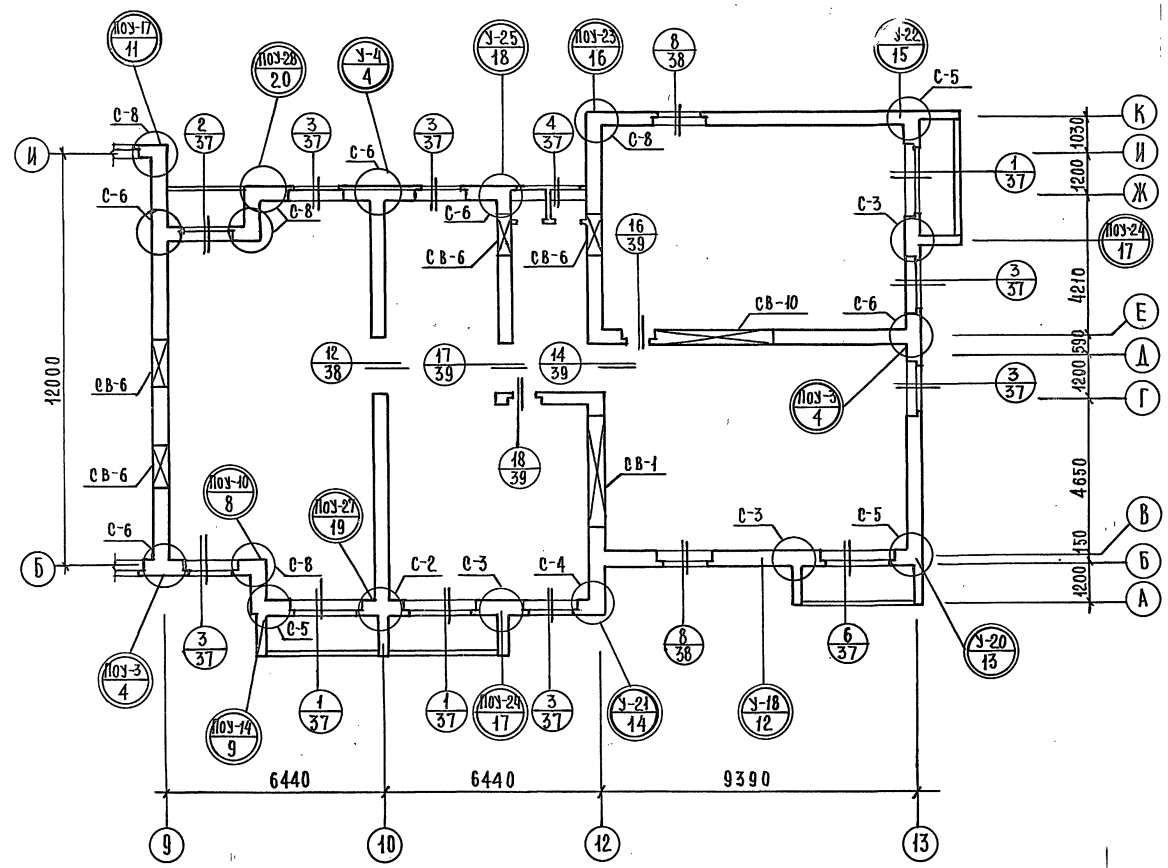 ПОУ-17
11
ПОУ-28
20
У-4
4
У-25
18
ПОУ-23
16
8
38
У-22
15
С-5
К
С-8
2
37
3
37
3
37
4
37
С-8
1030
И
И
С-6
1
37
1200
Ж
С-6
С-8
С-6
С-3
ПОУ-24
17
16
39
СВ-6
СВ-6
3
37
4210
СВ-10
С-6
Е
12
38
17
39
14
39
590
Д
12000
СВ-6
3
37
1200
Г
ПОУ-3
4
18
39
СВ-1
СВ-6
ПОУ-10
8
4650
ПОУ-27
19
С-6
С-3
С-5
В
Б
С-8
С-2
С-3
С-4
150
Б
1200
А
С-5
3
37
8
38
6
37
У-20
13
ПОУ-3
4
ПОУ-14
9
1
37
1
37
ПОУ-24
17
3
37
У-21
14
У-18
12
6440
6440
9390
9
10
12
13